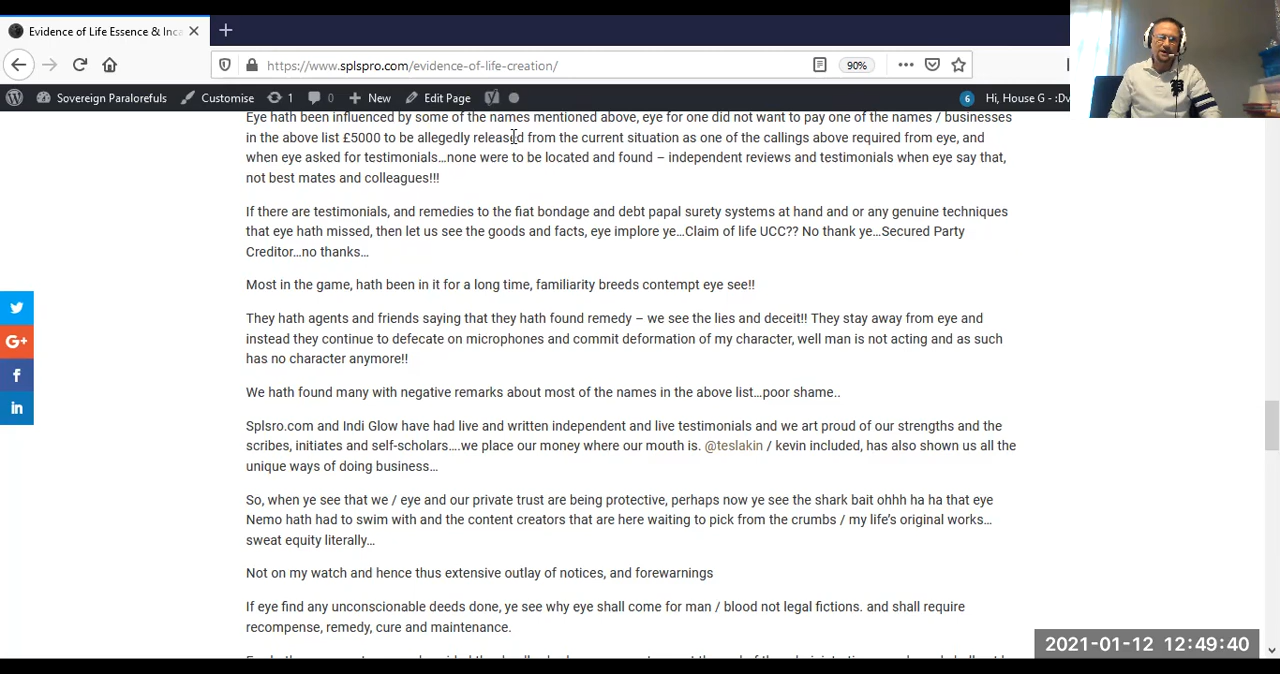 Evidence of Life Essence & Inca
https://www.splspro.com/evidence-of-life-creation/
90%
Sovereign Paralorefuls
Customise
1
0
New
Edit Page
6
Hi, House G - :Dv
Eye hath been influenced by some of the names mentioned above, eye for one did not want to pay one of the names / businesses
in the above list £5000 to be allegedly released from the current situation as one of the callings above required from eye, and
when eye asked for testimonials…none were to be located and found – independent reviews and testimonials when eye say that,
not best mates and colleagues!!!
If there are testimonials, and remedies to the fiat bondage and debt papal surety systems at hand and or any genuine techniques
that eye hath missed, then let us see the goods and facts, eye implore ye…Claim of life UCC?? No thank ye…Secured Party
Creditor…no thanks…
Most in the game, hath been in it for a long time, familiarity breeds contempt eye see!!
They hath agents and friends saying that they hath found remedy – we see the lies and deceit!! They stay away from eye and
instead they continue to defecate on microphones and commit deformation of my character, well man is not acting and as such
has no character anymore!!
We hath found many with negative remarks about most of the names in the above list…poor shame..
Splsro.com and Indi Glow have had live and written independent and live testimonials and we art proud of our strengths and the
scribes, initiates and self-scholars….we place our money where our mouth is. @teslakin / kevin included, has also shown us all the
unique ways of doing business…
So, when ye see that we / eye and our private trust are being protective, perhaps now ye see the shark bait ohhh ha ha that eye
Nemo hath had to swim with and the content creators that are here waiting to pick from the crumbs / my life's original works…
sweat equity literally…
Not on my watch and hence thus extensive outlay of notices, and forewarnings
If eye find any unconscionable deeds done, ye see why eye shall come for man / blood not legal fictions. and shall require
recompense, remedy, cure and maintenance.
2021-01-12 12:49:40